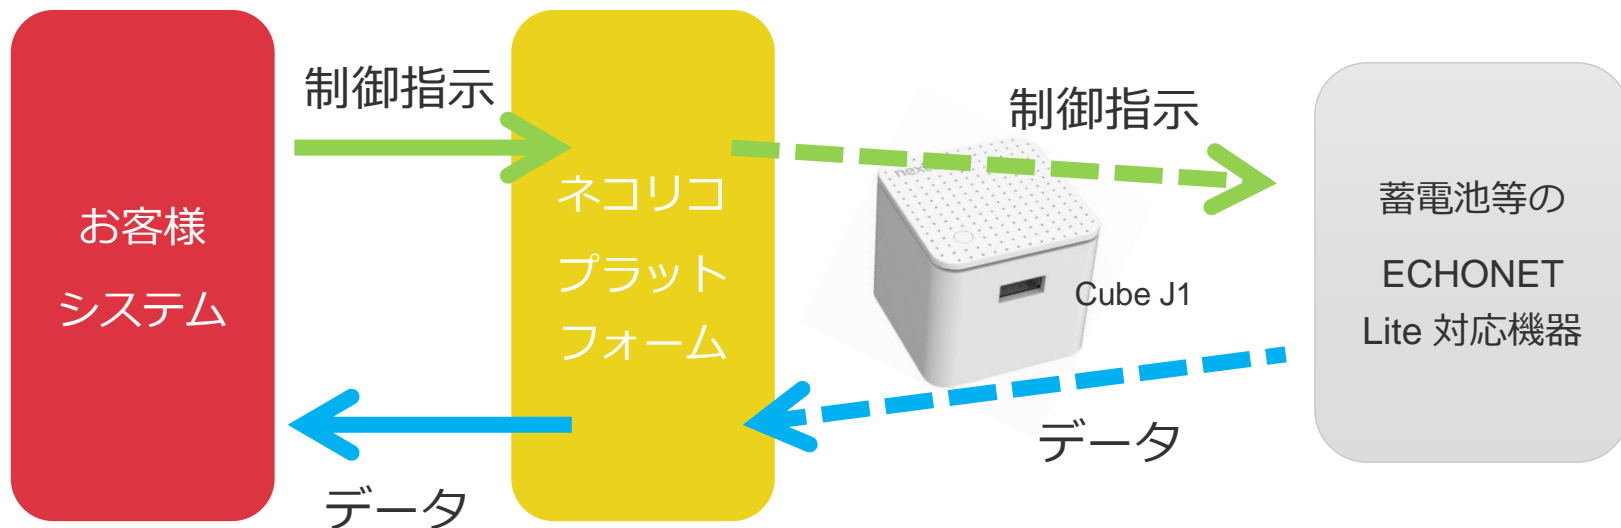 お客様
システム
制御指示
ネコリコ
プラット
フォーム
データ
制御指示
Cube J1
データ
蓄電池等の
ECHONET
Lite 対応機器